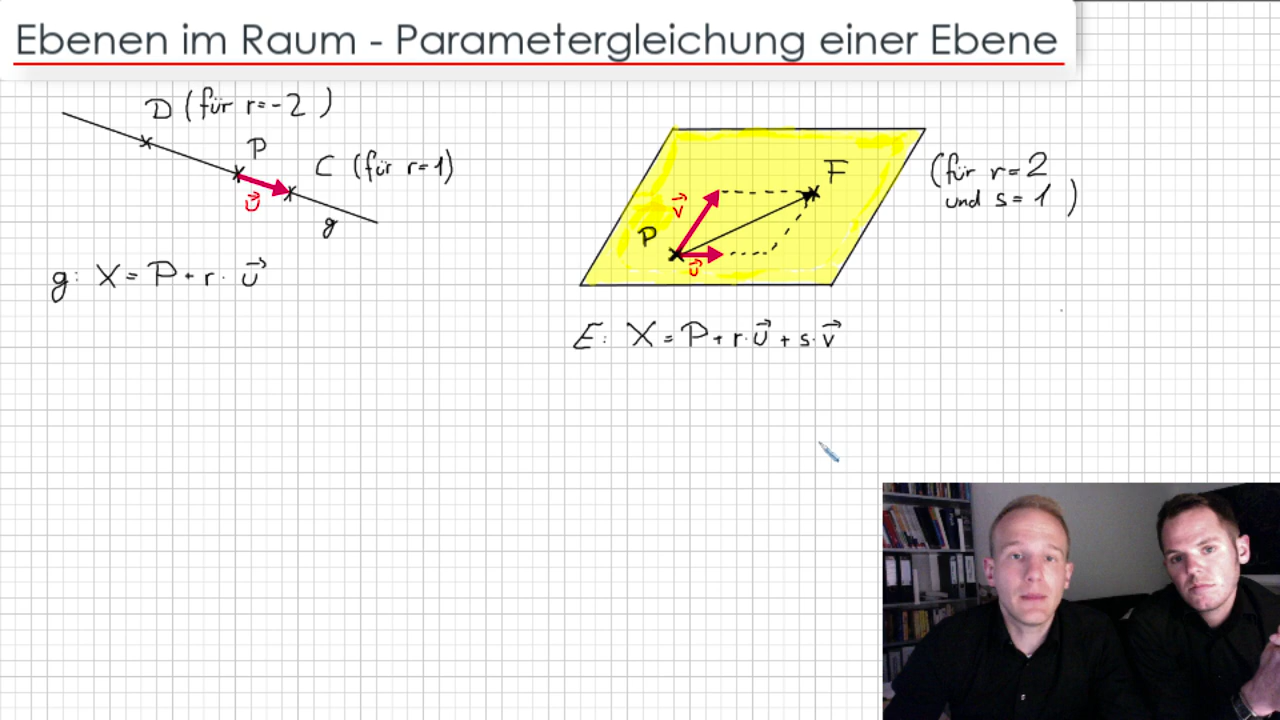 Ebenen im Raum - Parametergleichung einer Ebene
D (für r=-2)
P
C (für r=1)
u⃗
g
g: X = P + r · u⃗
F
(für r=2
und s=1)
v⃗
P
u⃗
E: X = P + r · u⃗ + s · v⃗